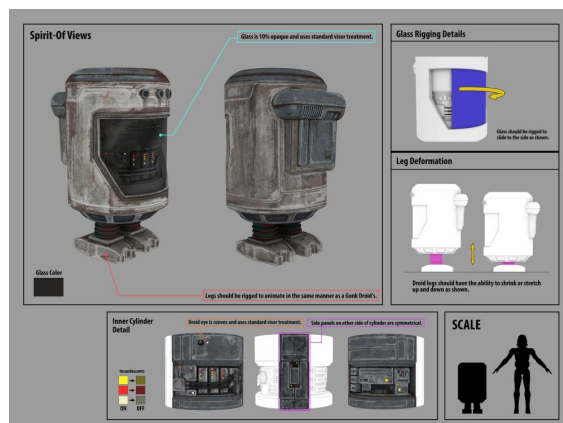 Spirit-Of Views
Glass is 10% opaque and uses standard visor treatment.
Glass Color
Legs should be rigged to animate in the same manner as a Gonk Droid's.
Glass Rigging Details
Glass should be rigged to
slide to the side as shown.
Leg Deformation
Droid legs should have the ability to shrink or stretch
up and down as shown.
Inner Cylinder
Detail
Droid eye is convex and uses standard visor treatment.
Side panels on other side of cylinder are symmetrical.
Incandescents
ON OFF
SCALE